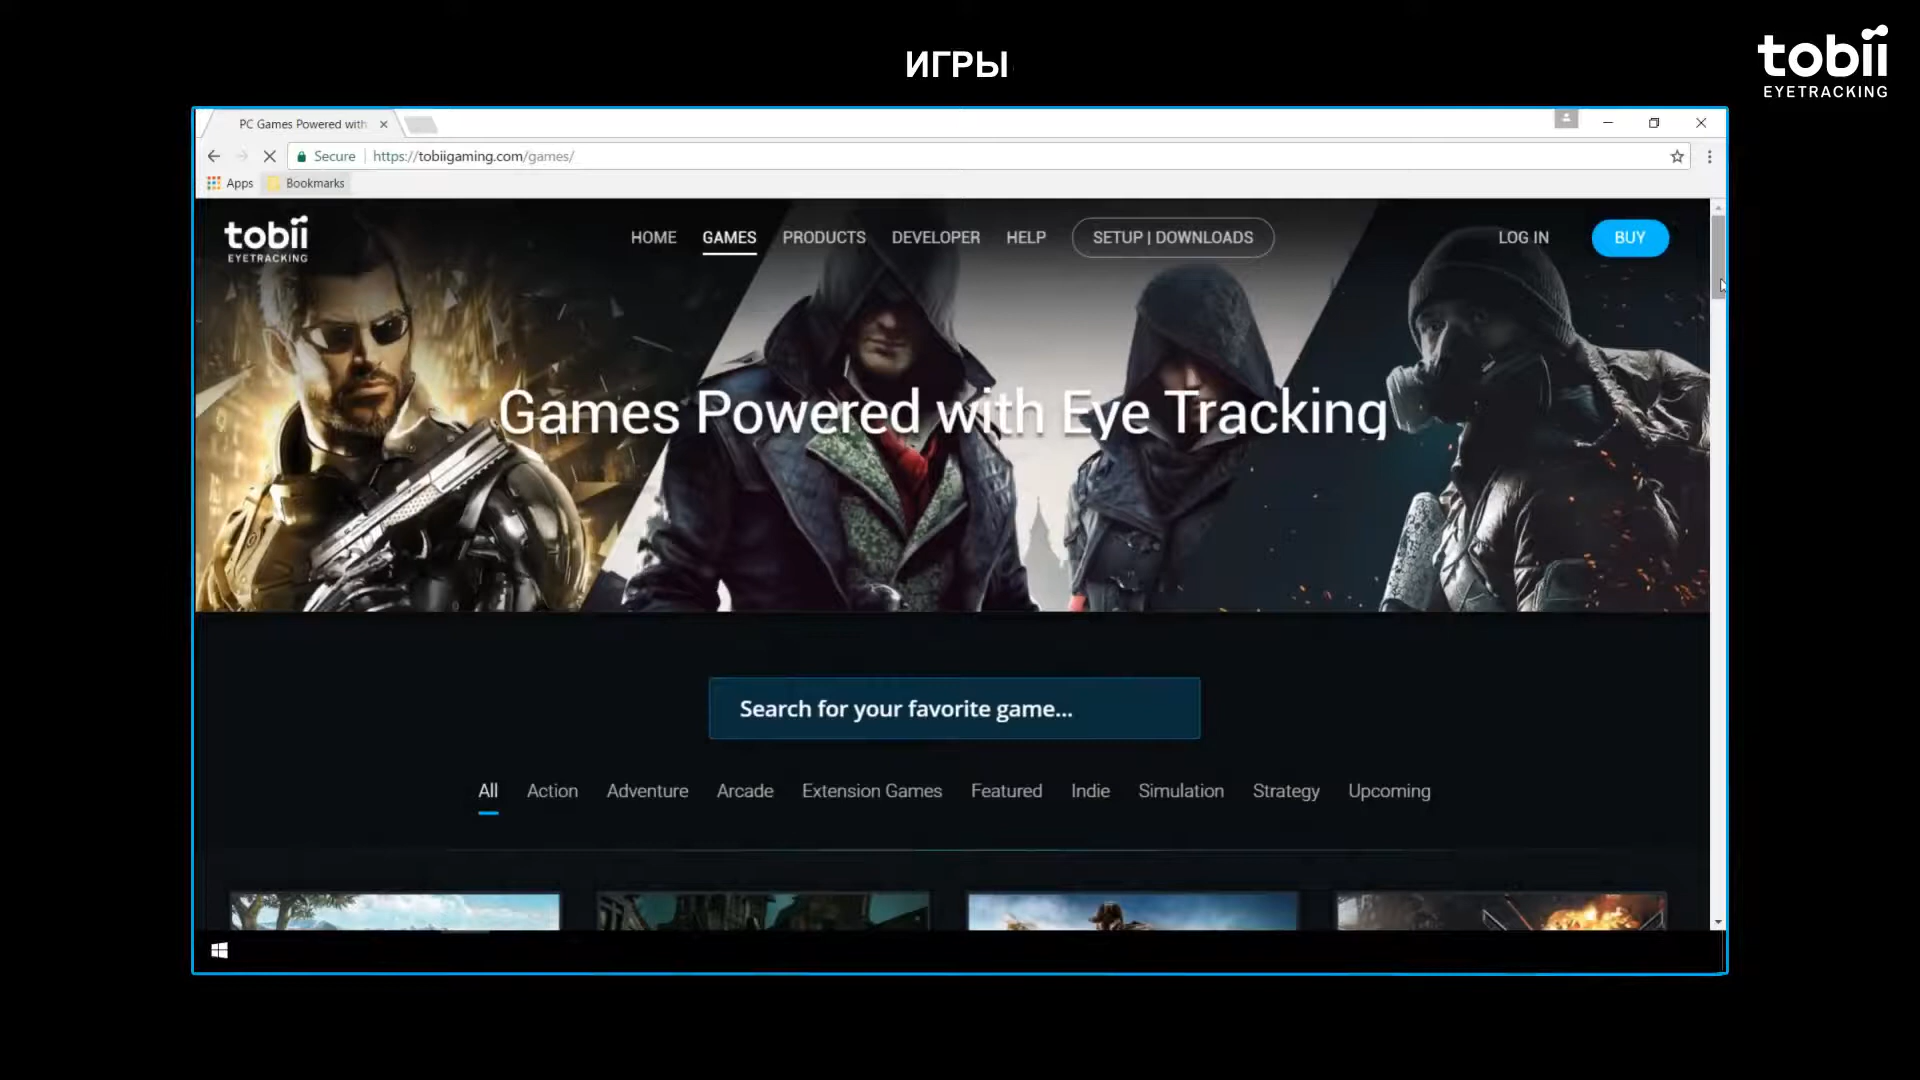 ИГРЫ
tobii
EYETRACKING
PC Games Powered with
Secure
https://tobiigaming.com/games/
Apps
Bookmarks
tobii
EYETRACKING
HOME
GAMES
PRODUCTS
DEVELOPER
HELP
SETUP | DOWNLOADS
LOG IN
BUY
Games Powered with Eye Tracking
Search for your favorite game...
All
Action
Adventure
Arcade
Extension Games
Featured
Indie
Simulation
Strategy
Upcoming